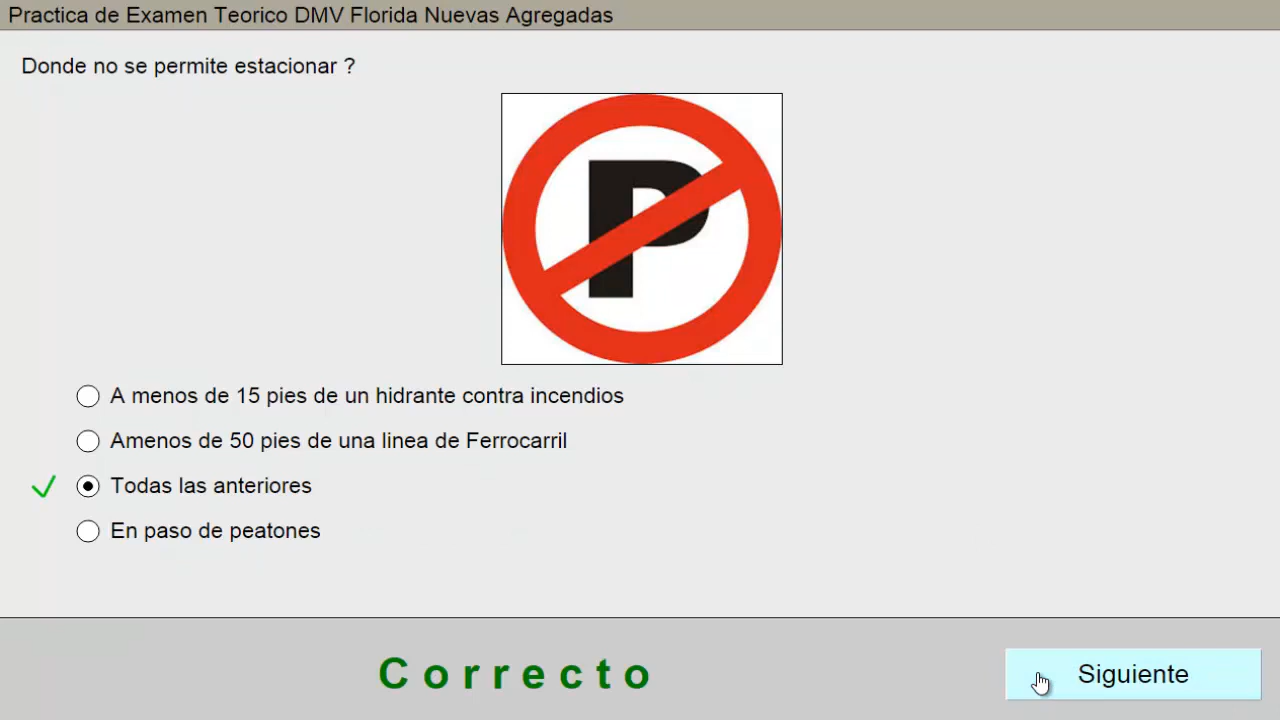 Practica de Examen Teorico DMV Florida Nuevas Agregadas
Donde no se permite estacionar ?
P
A menos de 15 pies de un hidrante contra incendios
Amenos de 50 pies de una linea de Ferrocarril
Todas las anteriores
En paso de peatones
Correcto
Siguiente